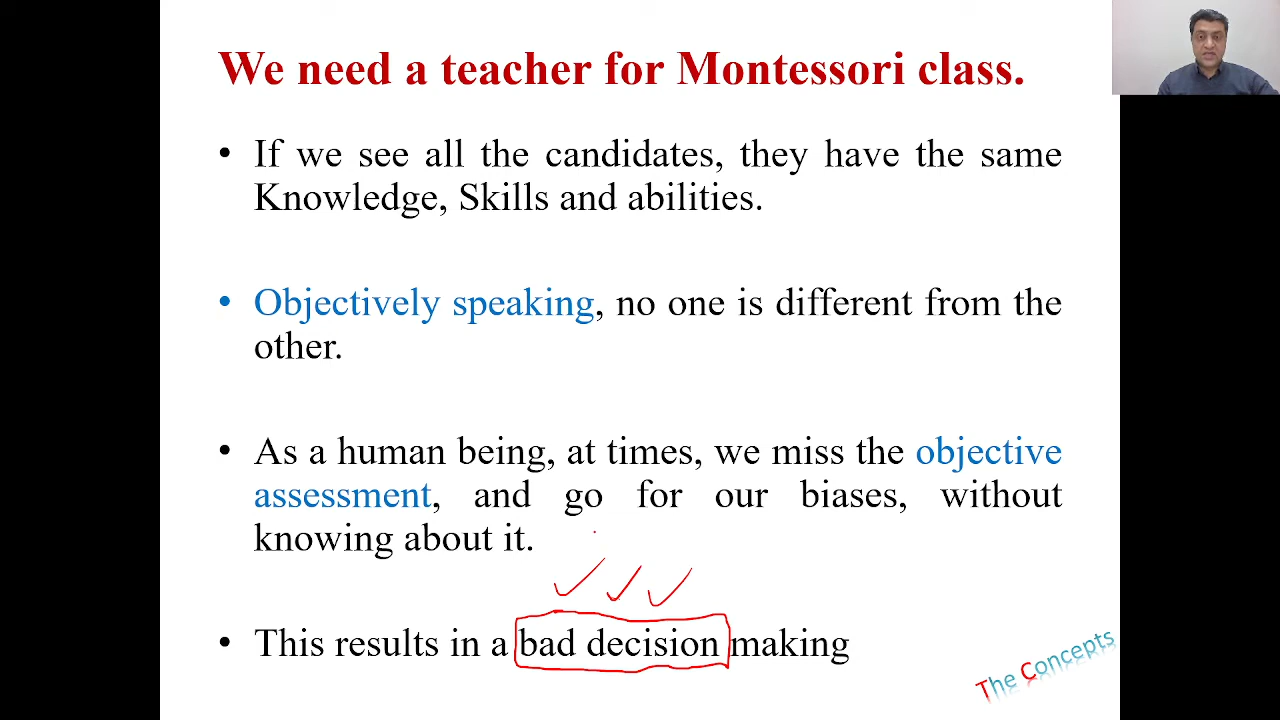 We need a teacher for Montessori class.
• If we see all the candidates, they have the same
Knowledge, Skills and abilities.
• Objectively speaking, no one is different from the
other.
• As a human being, at times, we miss the objective
assessment, and go for our biases, without
knowing about it.
• This results in a bad decision making
The Concepts